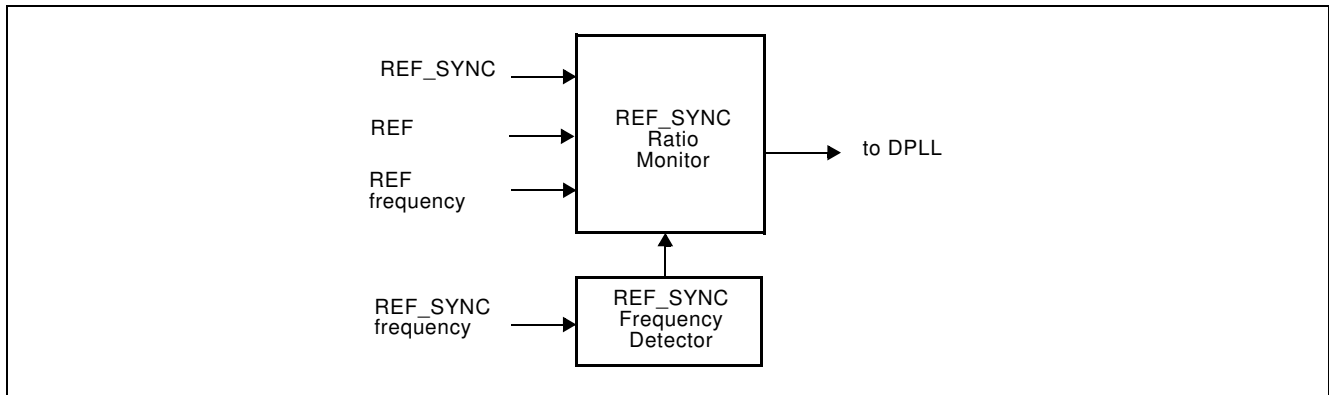 REF_SYNC
REF
REF
frequency
REF_SYNC
Ratio
Monitor
to DPLL
REF_SYNC
frequency
REF_SYNC
Frequency
Detector